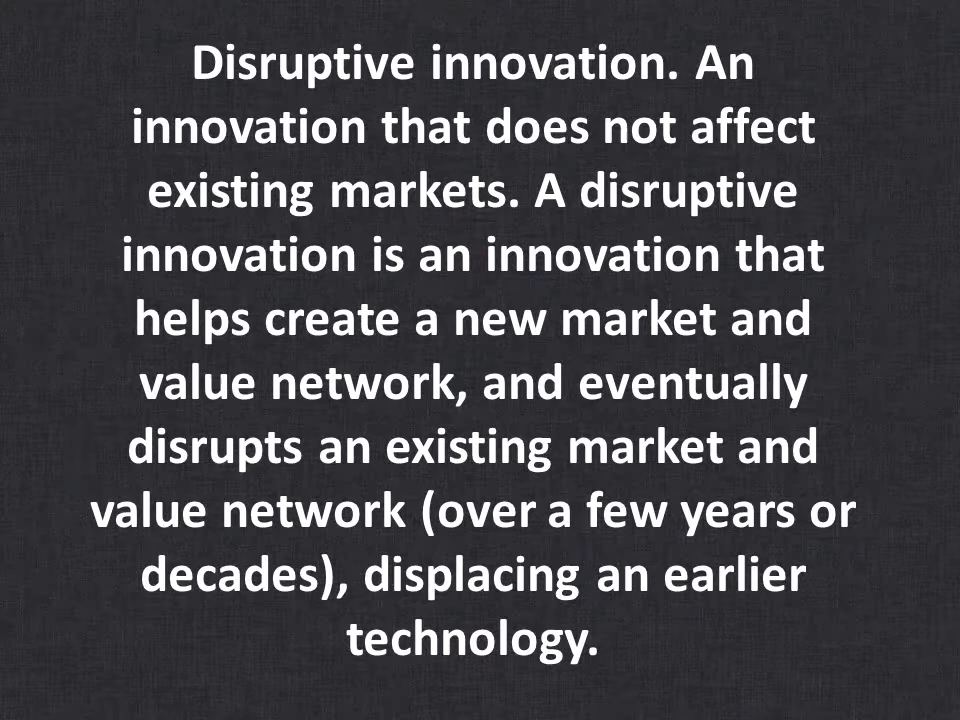 Disruptive innovation. An
innovation that does not affect
existing markets. A disruptive
innovation is an innovation that
helps create a new market and
value network, and eventually
disrupts an existing market and
value network (over a few years or
decades), displacing an earlier
technology.